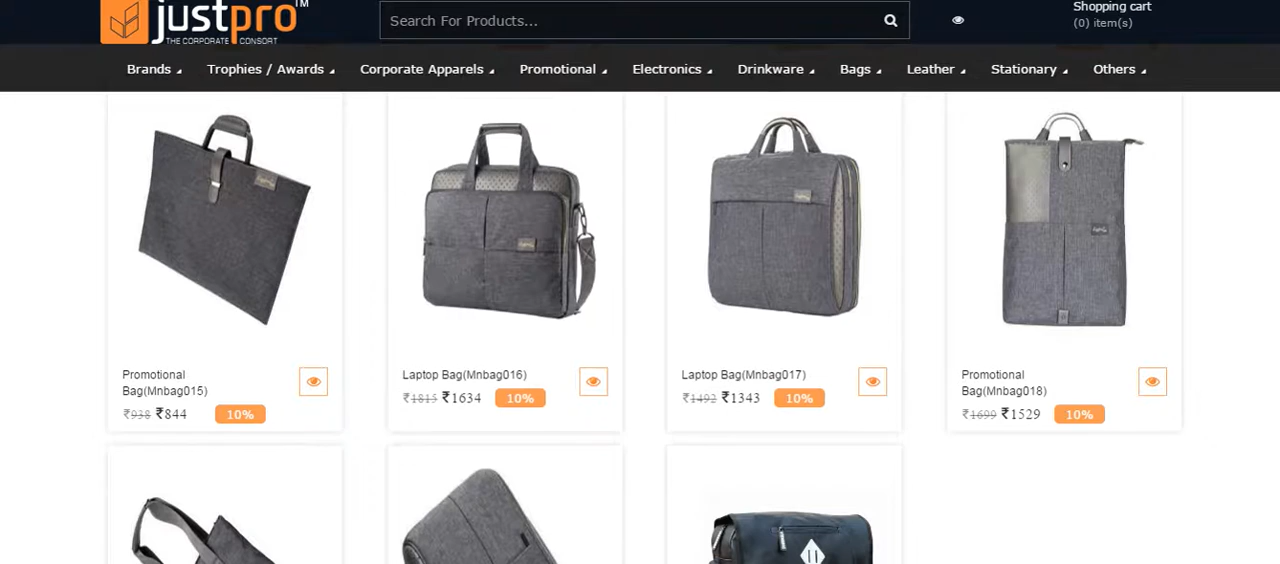 justpro™
THE CORPORATE CONSORT
Search For Products...
Shopping cart
(0) item(s)
Brands
Trophies / Awards
Corporate Apparels
Promotional
Electronics
Drinkware
Bags
Leather
Stationary
Others
Promotional
Bag(Mnbag015)
₹938 ₹844 10%
Laptop Bag(Mnbag016)
₹1815 ₹1634 10%
Laptop Bag(Mnbag017)
₹1492 ₹1343 10%
Promotional
Bag(Mnbag018)
₹1699 ₹1529 10%